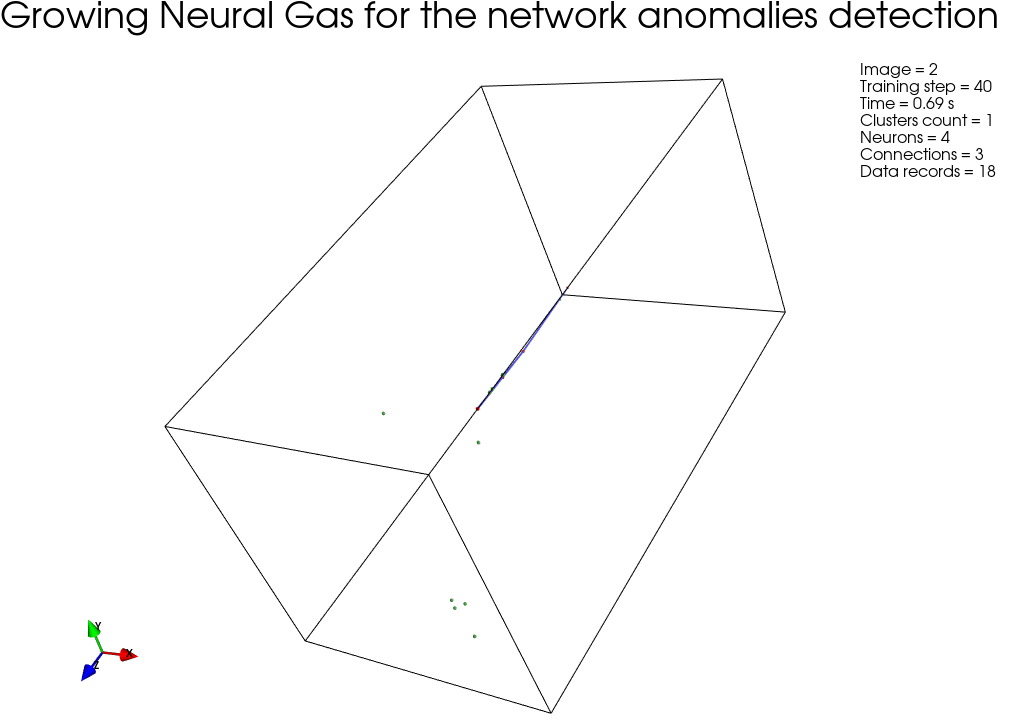 Growing Neural Gas for the network anomalies detection
Image = 2
Training step = 40
Time = 0.69 s
Clusters count = 1
Neurons = 4
Connections = 3
Data records = 18
Y
X
Z